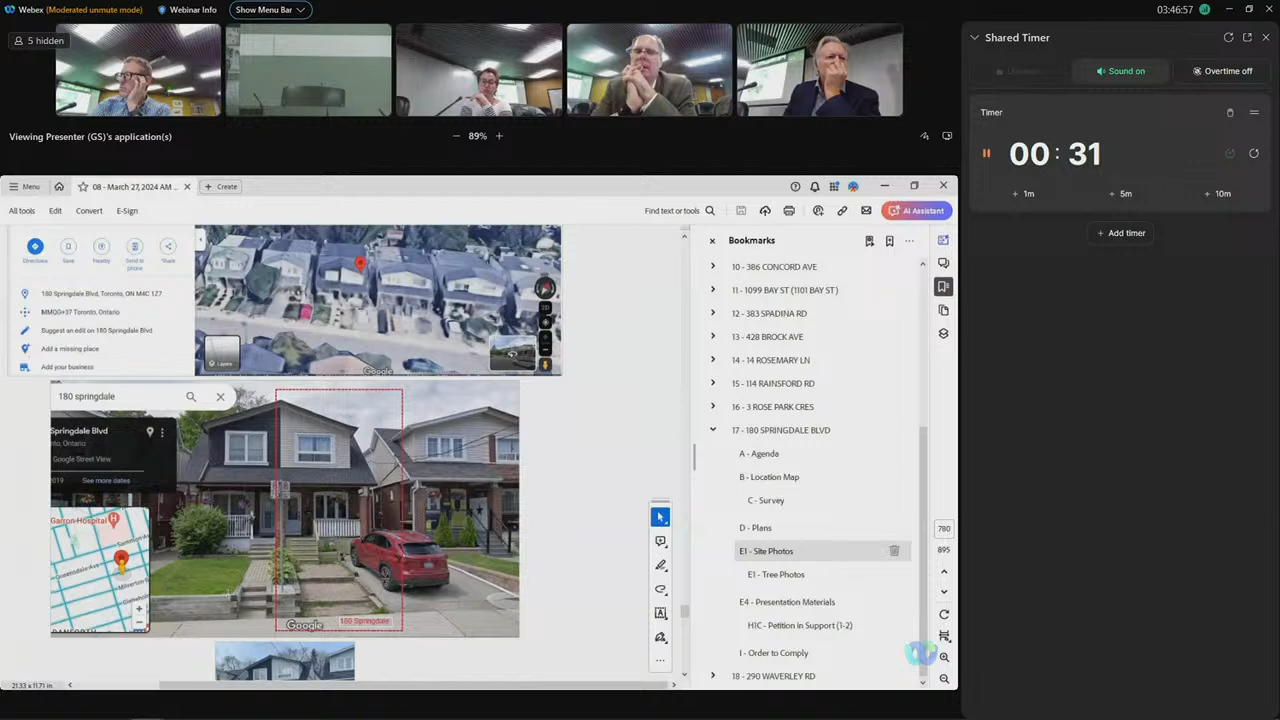 Webex (Moderated unmute mode) Webinar Info Show Menu Bar
03:46:57
5 hidden
Viewing Presenter (GS)'s application(s)
89%
Menu 08 - March 27, 2024 AM ... Create
All tools Edit Convert E-Sign Find text or tools AI Assistant
Directions Save Nearby Send to phone Share
180 Springdale Blvd, Toronto, ON M4C 1Z7
MMQG+37 Toronto, Ontario
Suggest an edit on 180 Springdale Blvd
Add a missing place
Add your business
Layers
Google
180 springdale
Springdale Blvd
nto, Ontario
Google Street View
2019 See more dates
Garron Hospital
Milverton
DANFORTH
Google
180 Springdale
21.33 x 11.71 in
Bookmarks
10 - 386 CONCORD AVE
11 - 1099 BAY ST (1101 BAY ST)
12 - 383 SPADINA RD
13 - 428 BROCK AVE
14 - 14 ROSEMARY LN
15 - 114 RAINSFORD RD
16 - 3 ROSE PARK CRES
17 - 180 SPRINGDALE BLVD
A - Agenda
B - Location Map
C - Survey
D - Plans
E1 - Site Photos
E1 - Tree Photos
E4 - Presentation Materials
H1C - Petition in Support (1-2)
I - Order to Comply
18 - 290 WAVERLEY RD
780
895
Shared Timer
Sound on Overtime off
Timer
00 : 31
+ 1m + 5m + 10m
+ Add timer